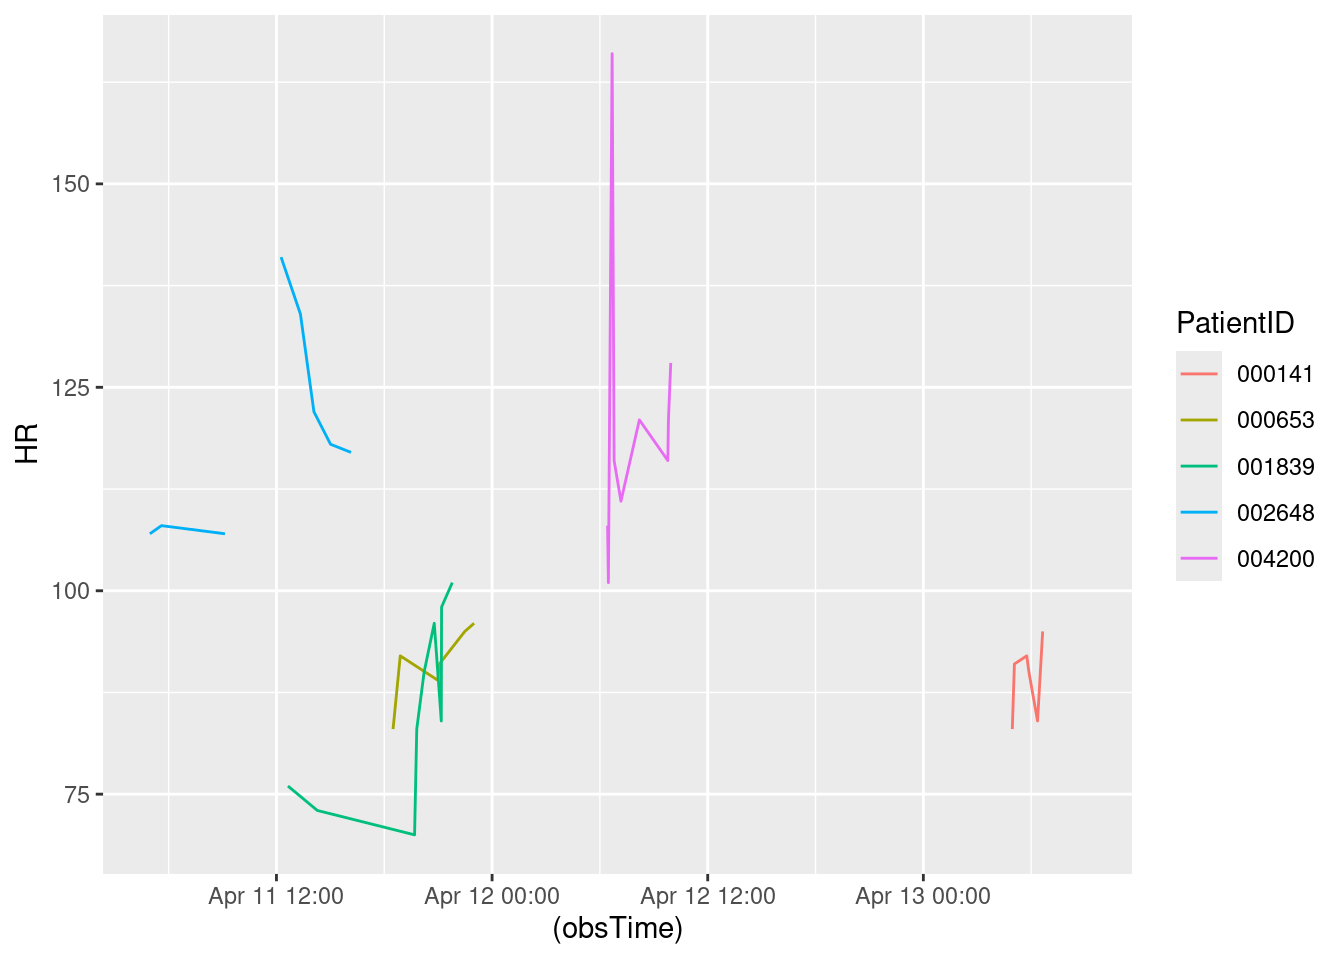 150
125
100
75
HR
Apr 11 12:00
Apr 12 00:00
Apr 12 12:00
Apr 13 00:00
(obsTime)
PatientID
000141
000653
001839
002648
004200